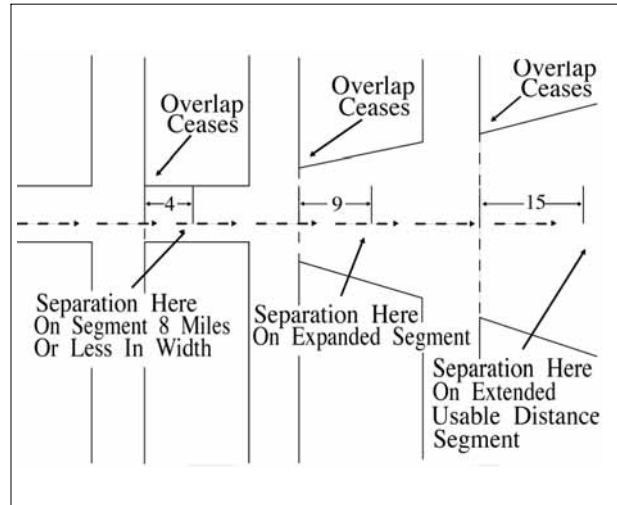 Overlap
Ceases
Overlap
Ceases
Overlap
Ceases
4
9
15
Separation Here
On Segment 8 Miles
Or Less In Width
Separation Here
On Expanded Segment
Separation Here
On Extended
Usable Distance
Segment